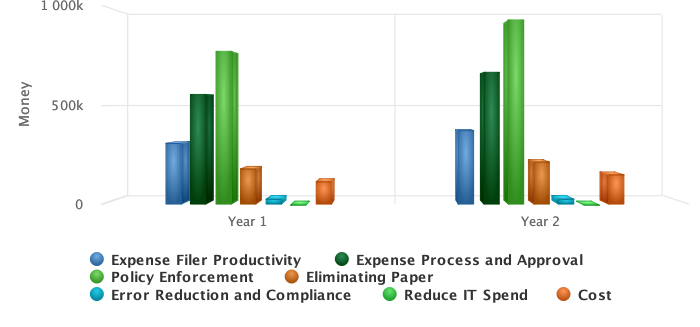 1 000k
500k
0
Money
Year 1
Year 2
Expense Filer Productivity
Expense Process and Approval
Policy Enforcement
Eliminating Paper
Error Reduction and Compliance
Reduce IT Spend
Cost